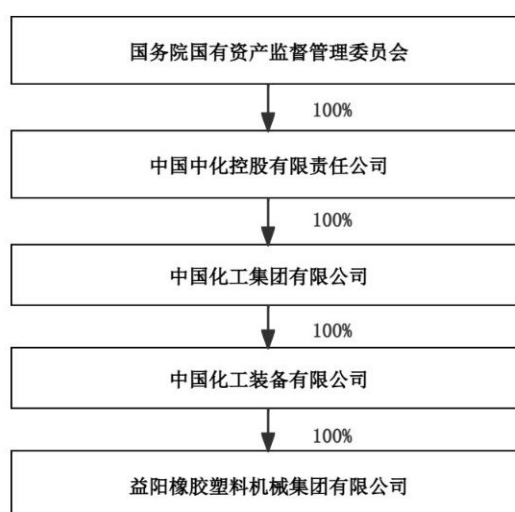 国务院国有资产监督管理委员会
100%
中国中化控股有限责任公司
100%
中国化工集团有限公司
100%
中国化工装备有限公司
100%
益阳橡胶塑料机械集团有限公司